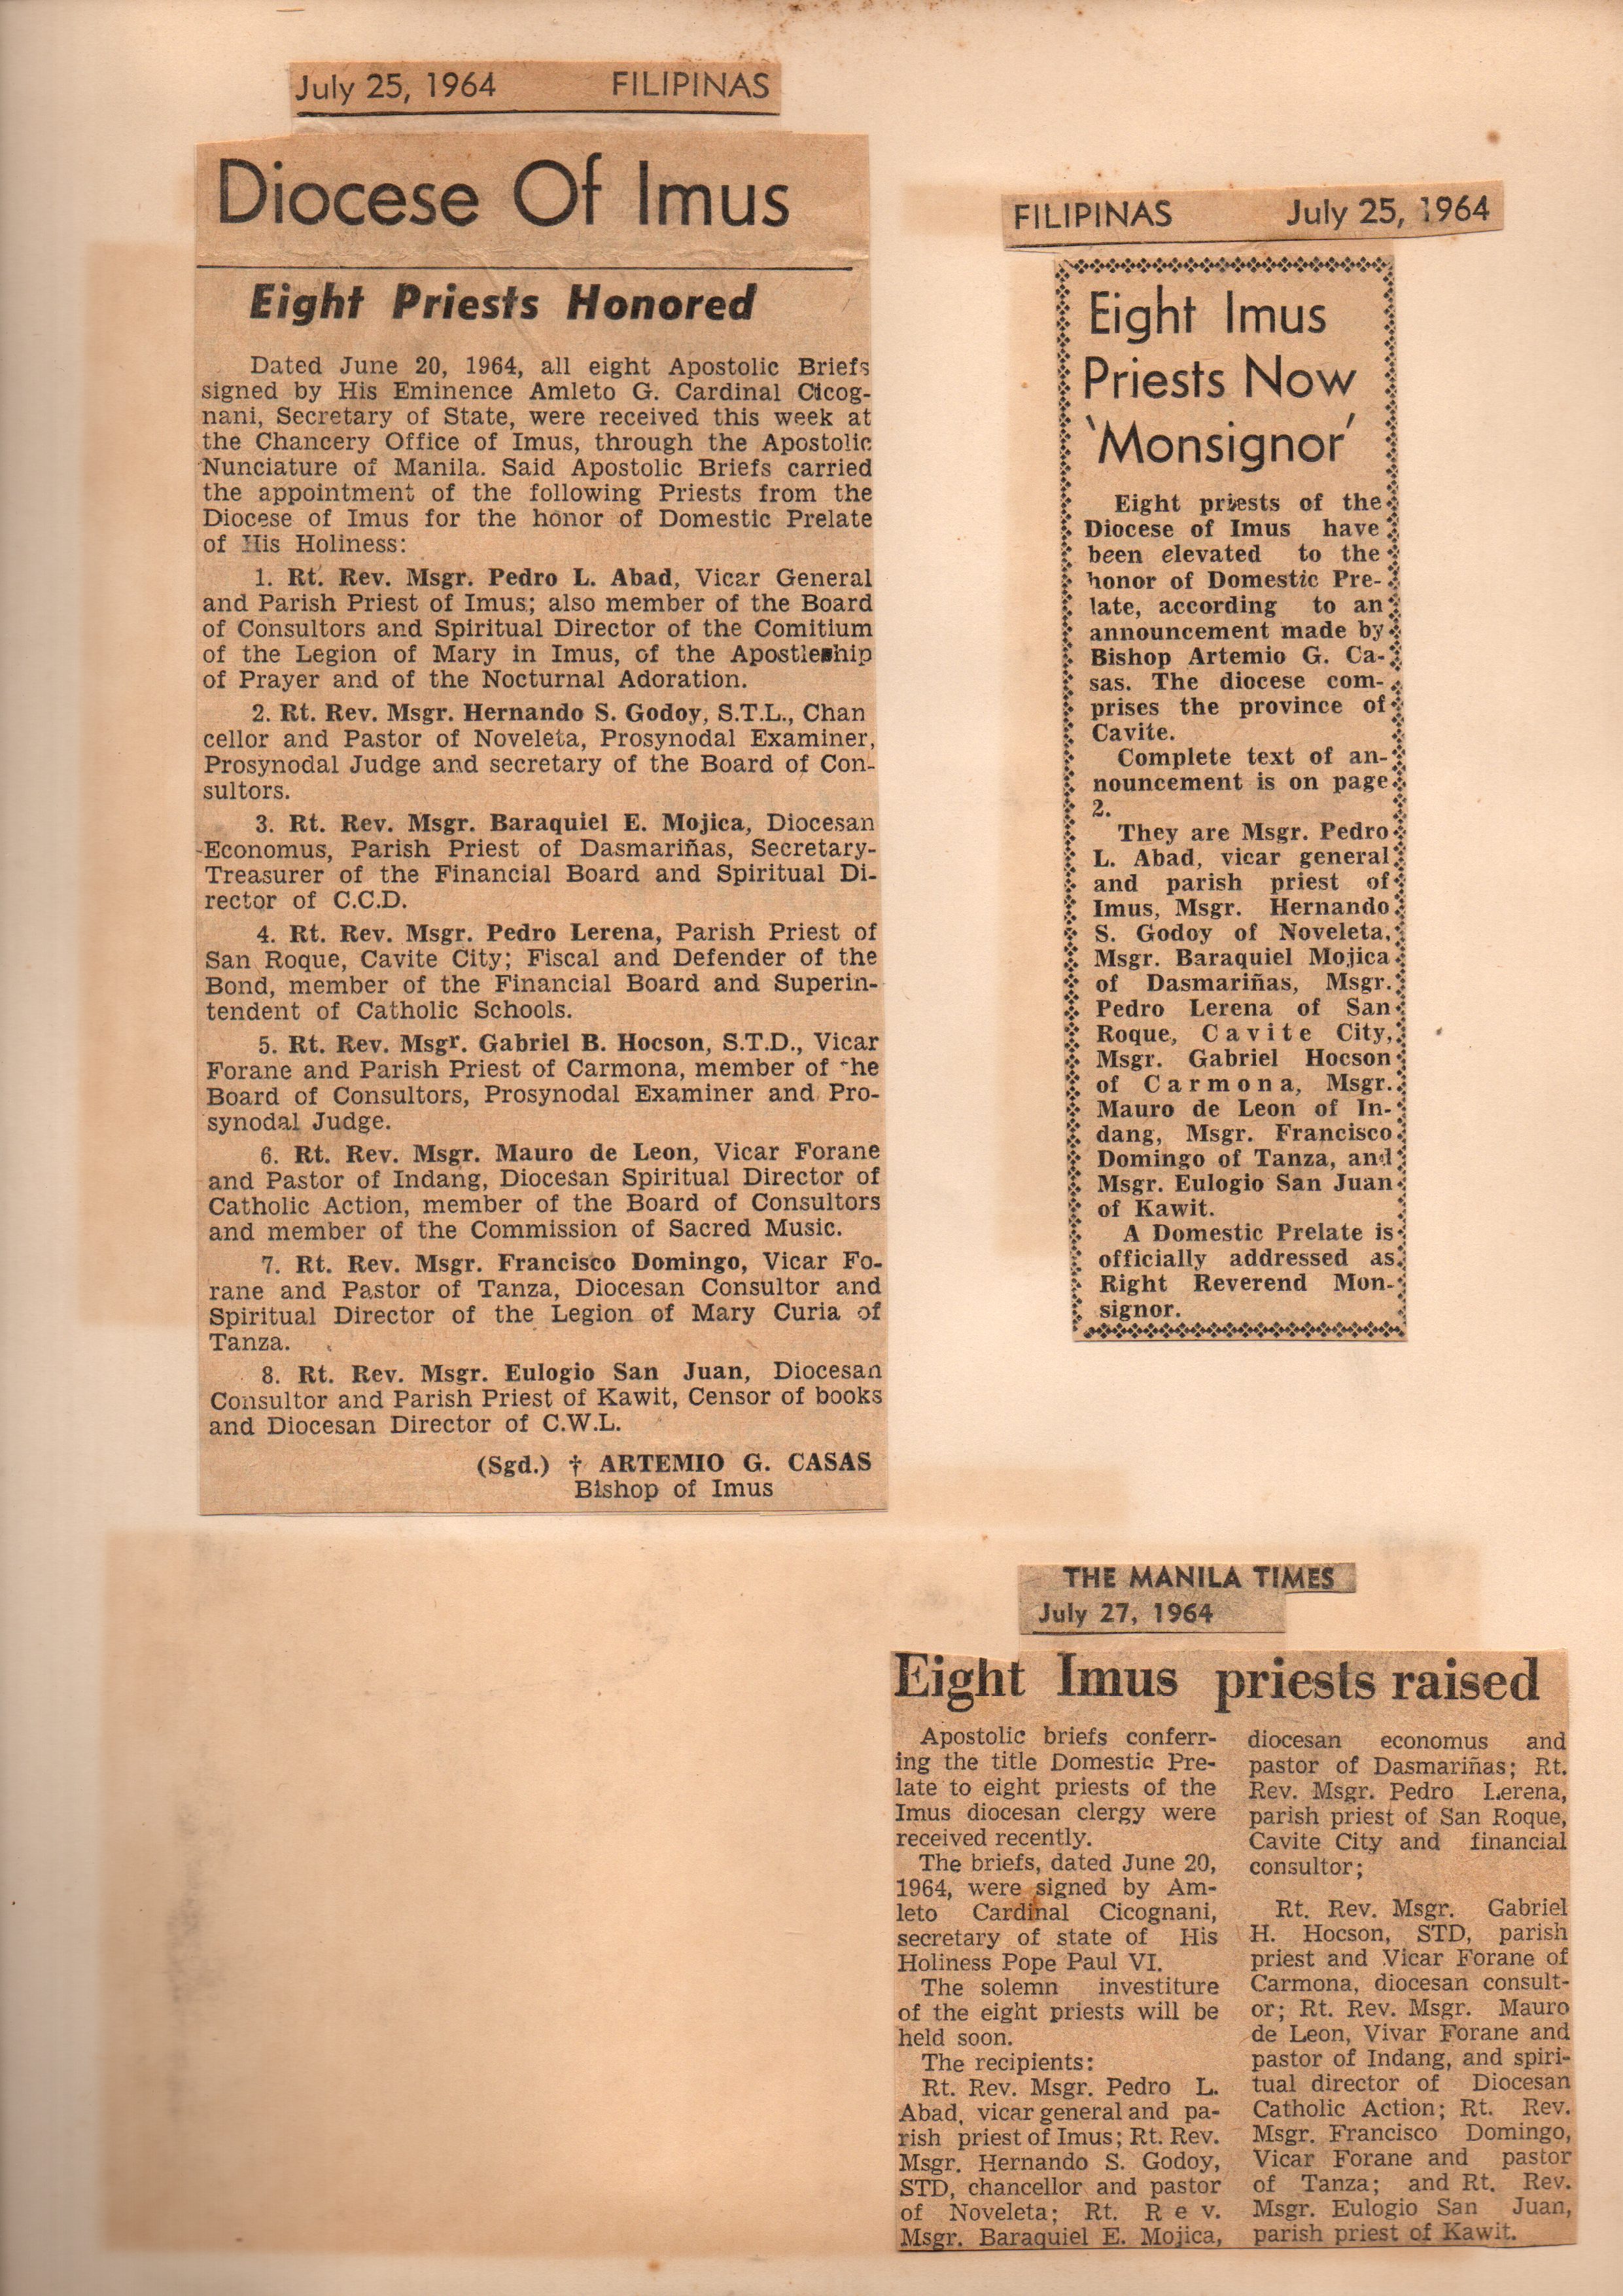 July 25, 1964 FILIPINAS
Diocese Of Imus
Eight Priests Honored
Dated June 20, 1964, all eight Apostolic Briefs
signed by His Eminence Amleto G. Cardinal Cicog-
nani, Secretary of State, were received this week at
the Chancery Office of Imus, through the Apostolic
Nunciature of Manila. Said Apostolic Briefs carried
the appointment of the following Priests from the
Diocese of Imus for the honor of Domestic Prelate
of His Holiness:
1. Rt. Rev. Msgr. Pedro L. Abad, Vicar General
and Parish Priest of Imus; also member of the Board
of Consultors and Spiritual Director of the Comitium
of the Legion of Mary in Imus, of the Apostleship
of Prayer and of the Nocturnal Adoration.
2. Rt. Rev. Msgr. Hernando S. Godoy, S.T.L., Chan
cellor and Pastor of Noveleta, Prosynodal Examiner,
Prosynodal Judge and secretary of the Board of Con-
sultors.
3. Rt. Rev. Msgr. Baraquiel E. Mojica, Diocesan
Economus, Parish Priest of Dasmariñas, Secretary-
Treasurer of the Financial Board and Spiritual Di-
rector of C.C.D.
4. Rt. Rev. Msgr. Pedro Lerena, Parish Priest of
San Roque, Cavite City; Fiscal and Defender of the
Bond, member of the Financial Board and Superin-
tendent of Catholic Schools.
5. Rt. Rev. Msgr. Gabriel B. Hocson, S.T.D., Vicar
Forane and Parish Priest of Carmona, member of the
Board of Consultors, Prosynodal Examiner and Pro-
synodal Judge.
6. Rt. Rev. Msgr. Mauro de Leon, Vicar Forane
and Pastor of Indang, Diocesan Spiritual Director of
Catholic Action, member of the Board of Consultors
and member of the Commission of Sacred Music.
7. Rt. Rev. Msgr. Francisco Domingo, Vicar Fo-
rane and Pastor of Tanza, Diocesan Consultor and
Spiritual Director of the Legion of Mary Curia of
Tanza.
8. Rt. Rev. Msgr. Eulogio San Juan, Diocesan
Consultor and Parish Priest of Kawit, Censor of books
and Diocesan Director of C.W.L.
(Sgd.) † ARTEMIO G. CASAS
Bishop of Imus
FILIPINAS July 25, 1964
Eight Imus
Priests Now
'Monsignor'
Eight priests of the
Diocese of Imus have
been elevated to the
honor of Domestic Pre-
late, according to an
announcement made by
Bishop Artemio G. Ca-
sas. The diocese com-
prises the province of
Cavite.
Complete text of an-
nouncement is on page
2.
They are Msgr. Pedro
L. Abad, vicar general
and parish priest of
Imus, Msgr. Hernando
S. Godoy of Noveleta,
Msgr. Baraquiel Mojica
of Dasmariñas, Msgr.
Pedro Lerena of San
Roque, Cavite City,
Msgr. Gabriel Hocson
of Carmona, Msgr.
Mauro de Leon of In-
dang, Msgr. Francisco
Domingo of Tanza, and
Msgr. Eulogio San Juan
of Kawit.
A Domestic Prelate is
officially addressed as
Right Reverend Mon-
signor.
THE MANILA TIMES
July 27, 1964
Eight Imus priests raised
Apostolic briefs conferr-
ing the title Domestic Pre-
late to eight priests of the
Imus diocesan clergy were
received recently.
The briefs, dated June 20,
1964, were signed by Am-
leto Cardinal Cicognani,
secretary of state of His
Holiness Pope Paul VI.
The solemn investiture
of the eight priests will be
held soon.
The recipients:
Rt. Rev. Msgr. Pedro L.
Abad, vicar general and pa-
rish priest of Imus; Rt. Rev.
Msgr. Hernando S. Godoy,
STD, chancellor and pastor
of Noveleta; Rt. Rev.
Msgr. Baraquiel E. Mojica,
diocesan economus and
pastor of Dasmariñas; Rt.
Rev. Msgr. Pedro Lerena,
parish priest of San Roque,
Cavite City and financial
consultor;
Rt. Rev. Msgr. Gabriel
H. Hocson, STD, parish
priest and Vicar Forane of
Carmona, diocesan consult-
or; Rt. Rev. Msgr. Mauro
de Leon, Vivar Forane and
pastor of Indang, and spiri-
tual director of Diocesan
Catholic Action; Rt. Rev.
Msgr. Francisco Domingo,
Vicar Forane and pastor
of Tanza; and Rt. Rev.
Msgr. Eulogio San Juan,
parish priest of Kawit.